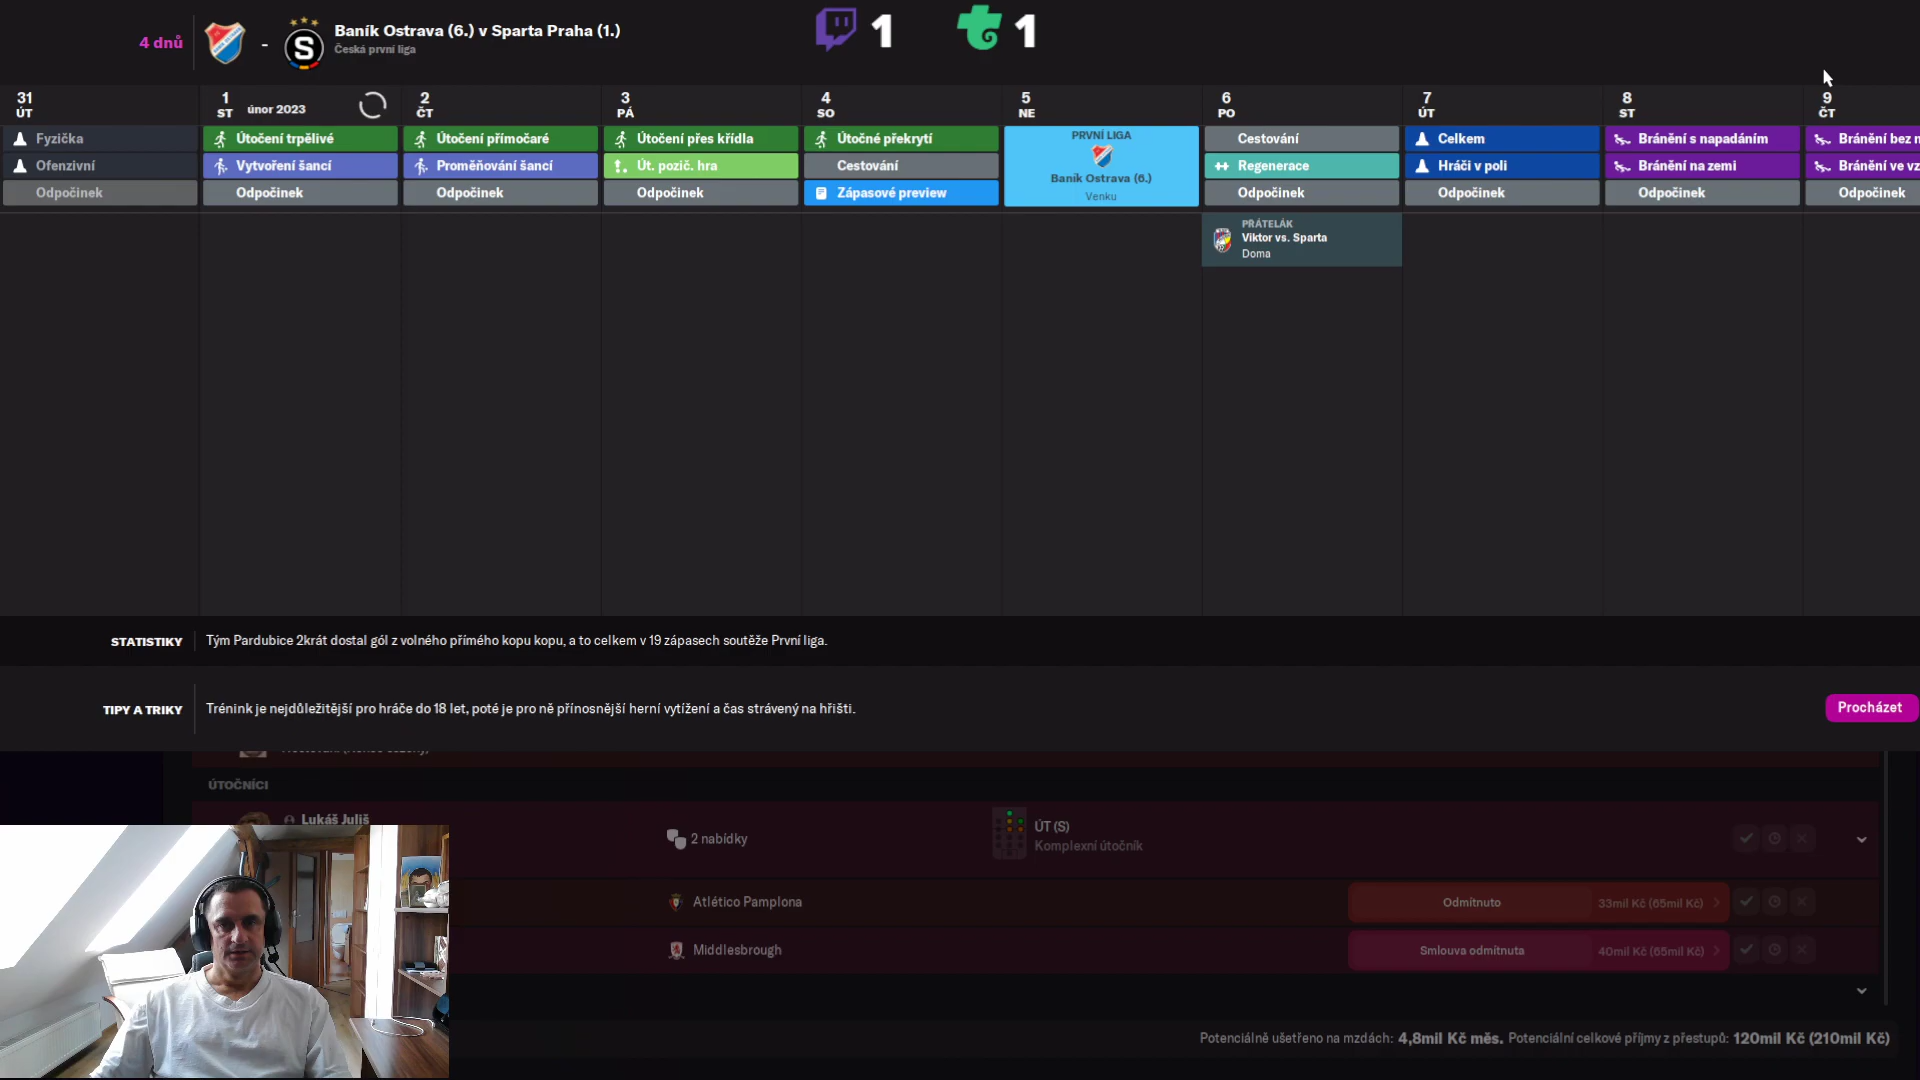 4 dnů
Baník Ostrava (6.) v Sparta Praha (1.)
Česká první liga
1
1
31
ÚT
1
ST
únor 2023
2
ČT
3
PÁ
4
SO
5
NE
6
PO
7
ÚT
8
ST
9
ČT
Fyzička
Ofenzivní
Odpočinek
Útočení trpělivé
Vytvoření šancí
Odpočinek
Útočení přímočaré
Proměňování šancí
Odpočinek
Útočení přes křídla
Út. pozič. hra
Odpočinek
Útočné překrytí
Cestování
Zápasové preview
PRVNÍ LIGA
Baník Ostrava (6.)
Venku
Cestování
Regenerace
Odpočinek
PŘÁTELÁK
Viktor vs. Sparta
Doma
Celkem
Hráči v poli
Odpočinek
Bránění s napadáním
Bránění na zemi
Odpočinek
Bránění bez n
Bránění ve vz
Odpočinek
STATISTIKY
Tým Pardubice 2krát dostal gól z volného přímého kopu kopu, a to celkem v 19 zápasech soutěže První liga.
TIPY A TRIKY
Trénink je nejdůležitější pro hráče do 18 let, poté je pro ně přínosnější herní vytížení a čas strávený na hřišti.
Procházet
ÚTOČNÍCI
Lukáš Juliš
2 nabídky
ÚT (S)
Komplexní útočník
Atlético Pamplona
Odmítnuto
33mil Kč (65mil Kč)
Middlesbrough
Smlouva odmítnuta
40mil Kč (65mil Kč)
Potenciálně ušetřeno na mzdách: 4,8mil Kč měs. Potenciální celkové příjmy z přestupů: 120mil Kč (210mil Kč)